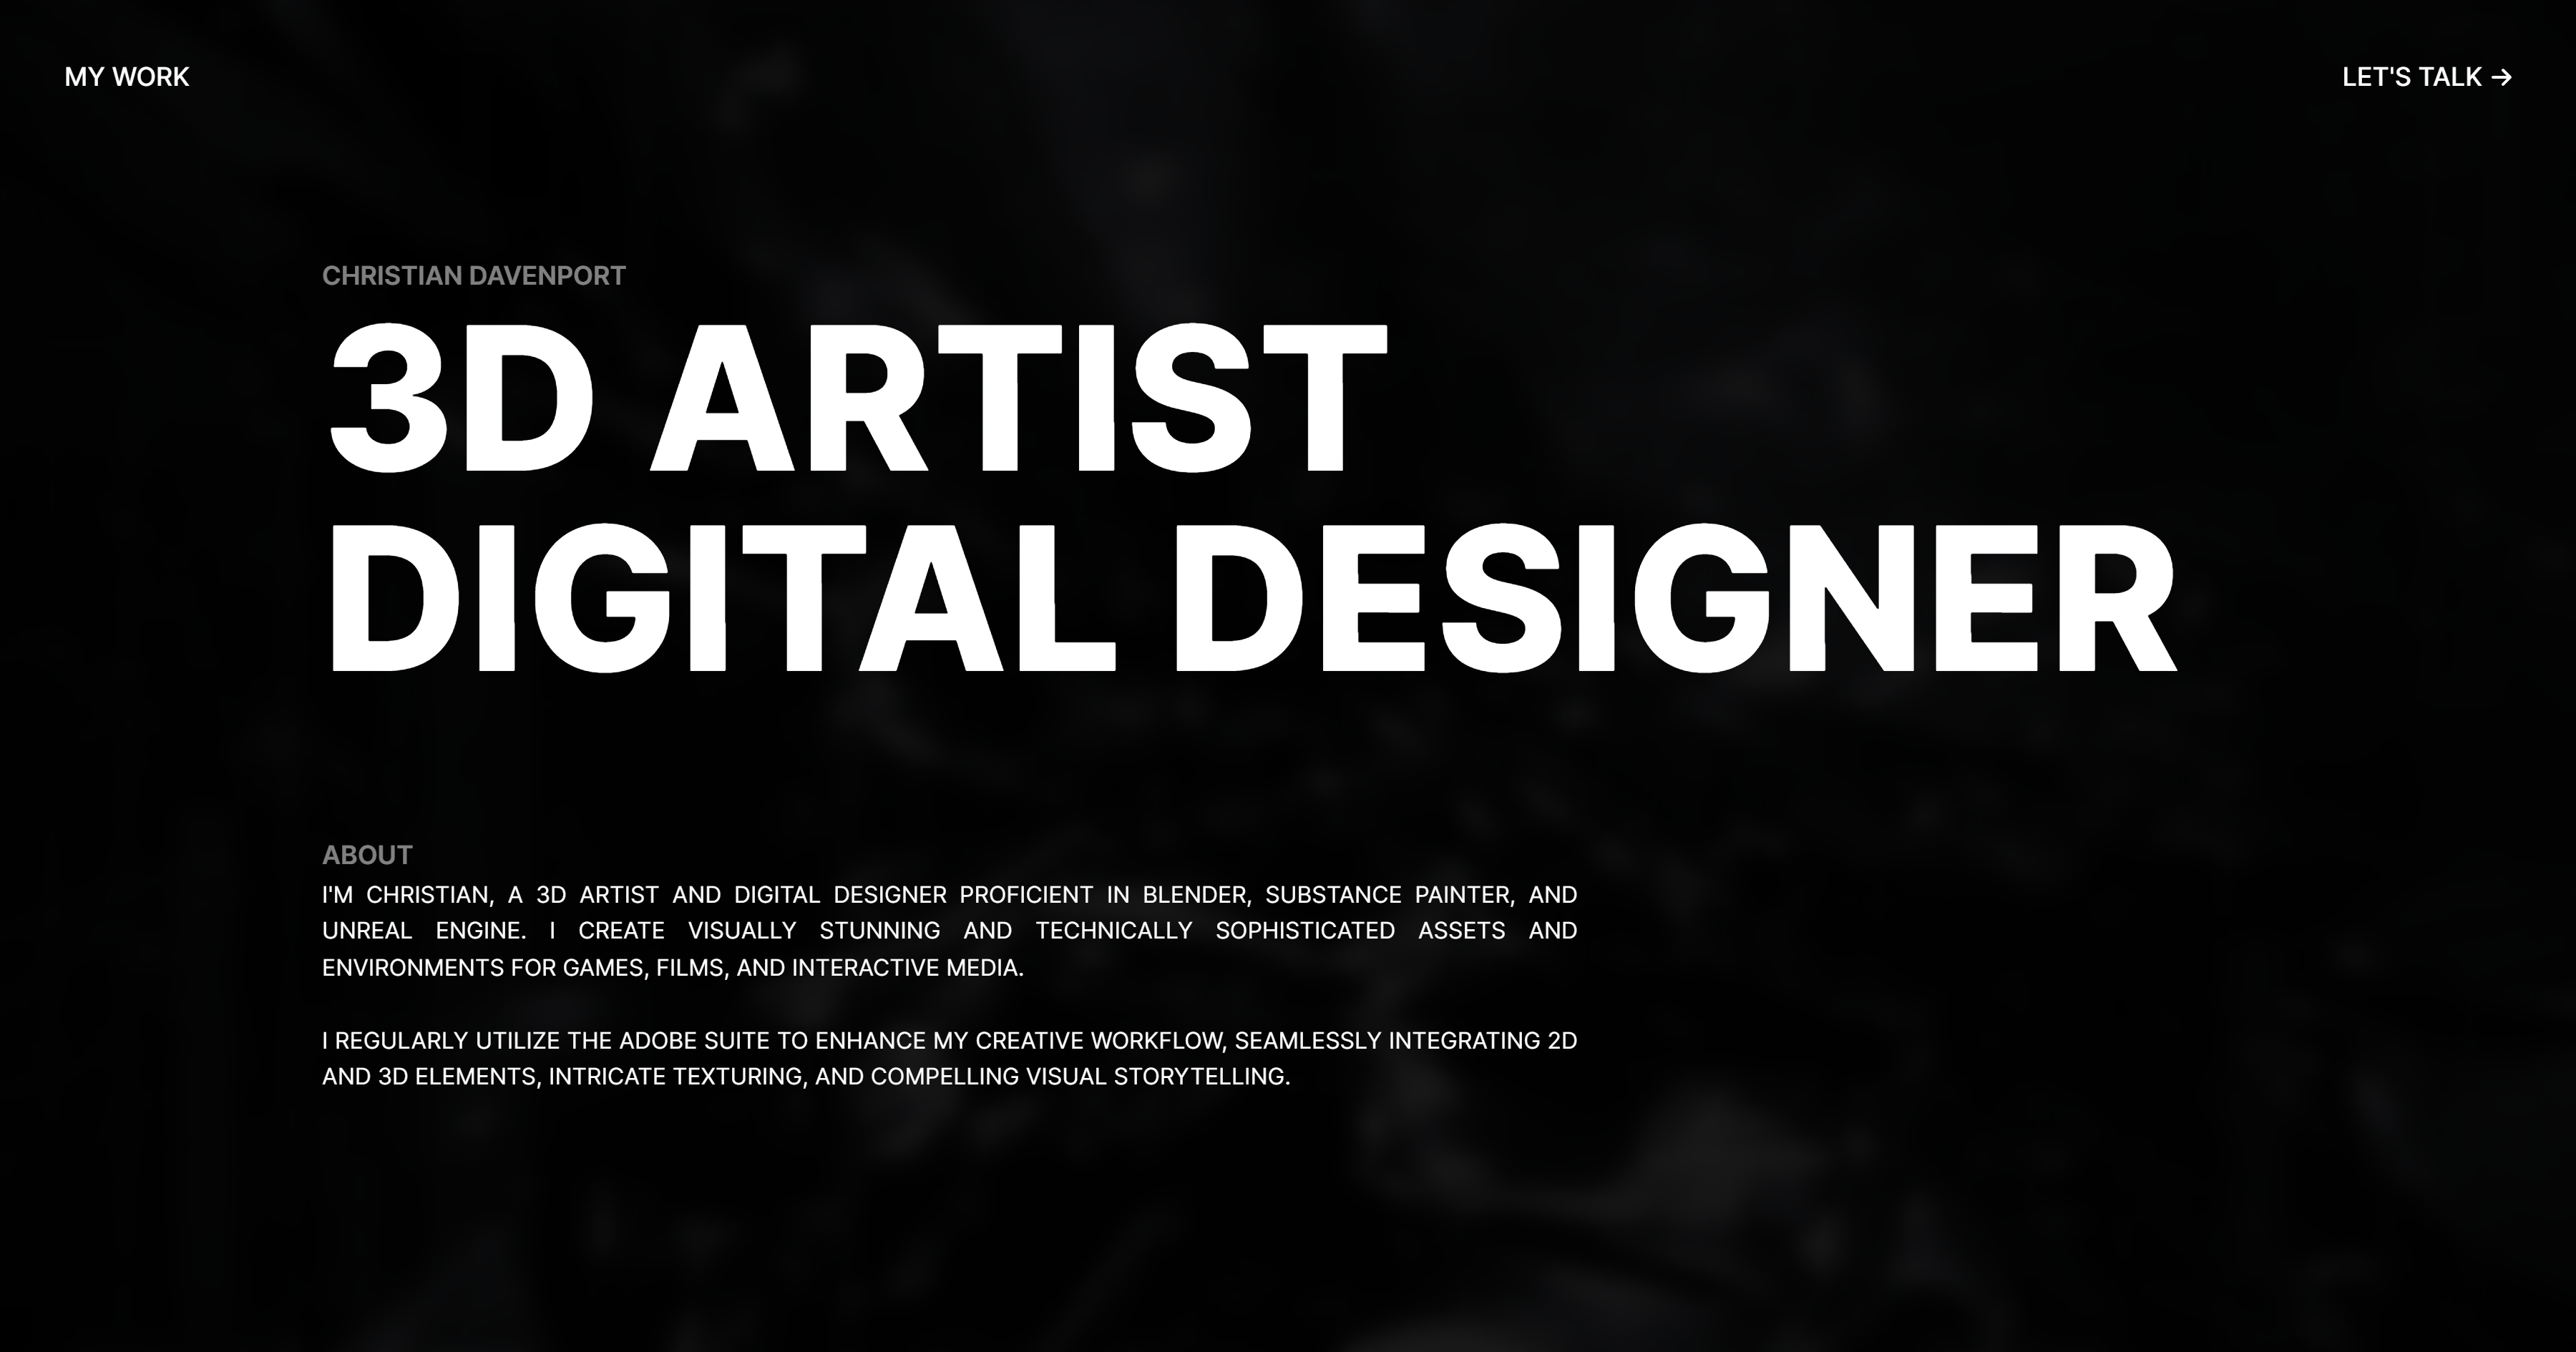 MY WORK
LET'S TALK →
CHRISTIAN DAVENPORT
3D ARTIST
DIGITAL DESIGNER
ABOUT
I'M CHRISTIAN, A 3D ARTIST AND DIGITAL DESIGNER PROFICIENT IN BLENDER, SUBSTANCE PAINTER, AND
UNREAL ENGINE. I CREATE VISUALLY STUNNING AND TECHNICALLY SOPHISTICATED ASSETS AND
ENVIRONMENTS FOR GAMES, FILMS, AND INTERACTIVE MEDIA.
I REGULARLY UTILIZE THE ADOBE SUITE TO ENHANCE MY CREATIVE WORKFLOW, SEAMLESSLY INTEGRATING 2D
AND 3D ELEMENTS, INTRICATE TEXTURING, AND COMPELLING VISUAL STORYTELLING.